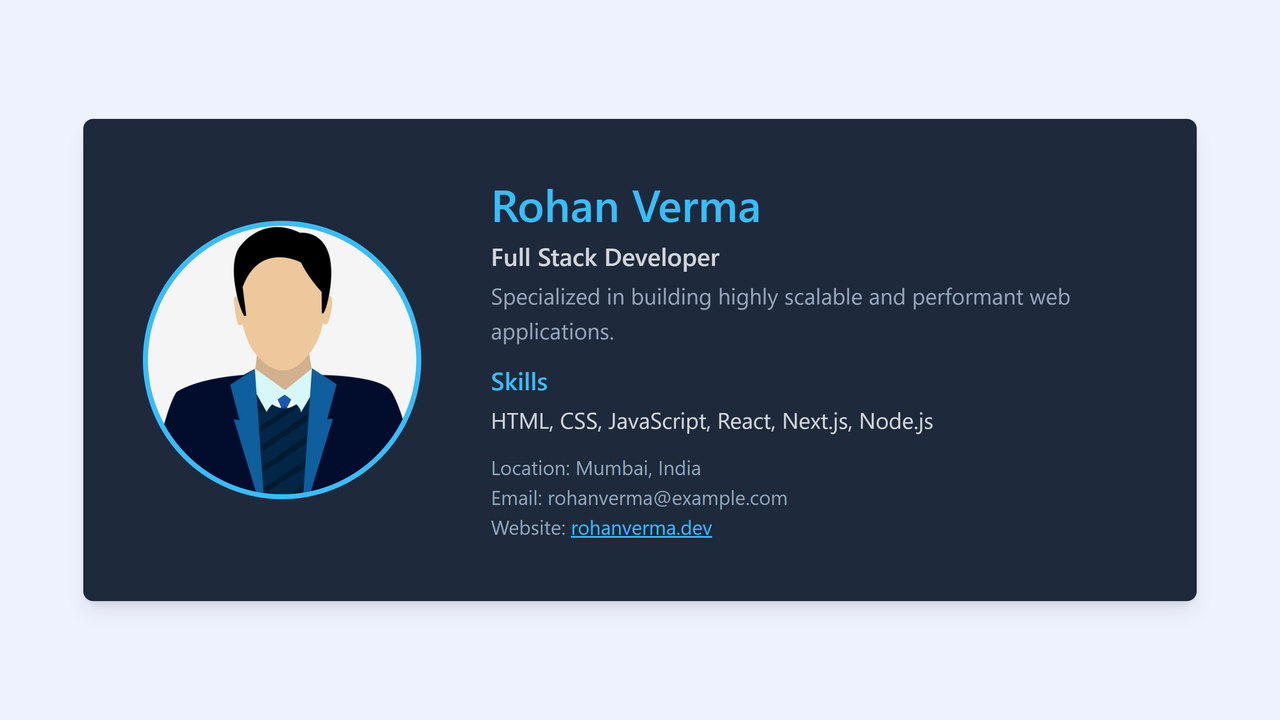 Rohan Verma
Full Stack Developer
Specialized in building highly scalable and performant web
applications.
Skills
HTML, CSS, JavaScript, React, Next.js, Node.js
Location: Mumbai, India
Email: rohanverma@example.com
Website: rohanverma.dev